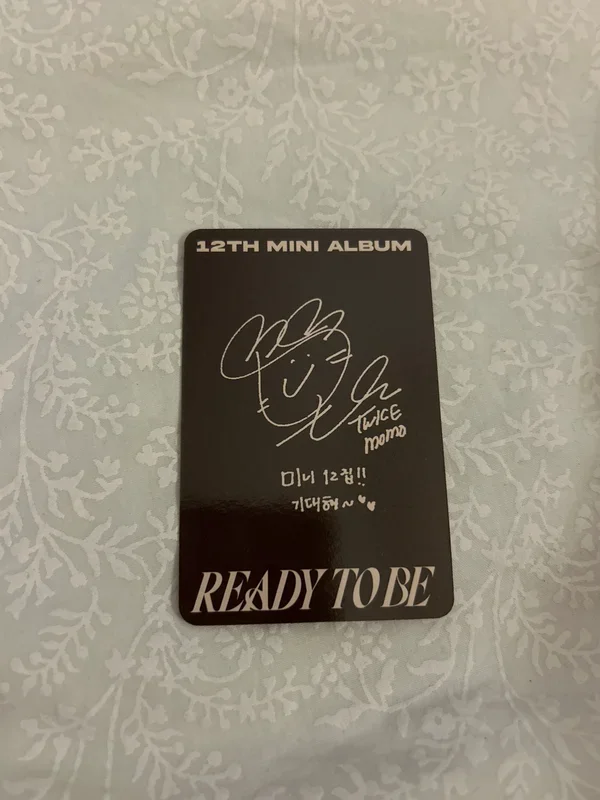 12TH MINI ALBUM
TWICE
momo
미니 12집!!
기대해~
READY TO BE